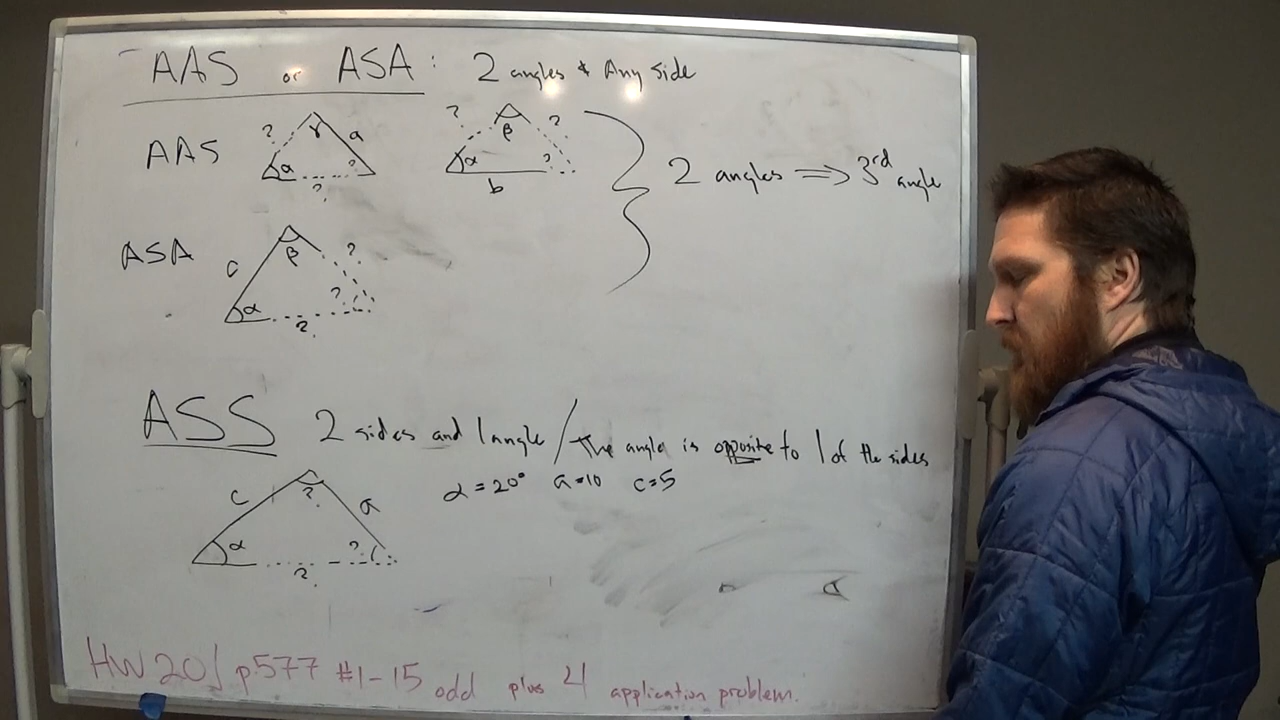 AAS or ASA: 2 angles & Any side
AAS ? γ a α ? ?
? β ? α ? b
2 angles ⟹ 3rd angle
ASA c β ? α ? ?
ASS 2 sides and 1 angle / The angle is opposite to 1 of the sides
α = 20° a=10 c=5
c ? a α ? ?
HW 20 p.577 #1-15 odd plus 4 application problem.